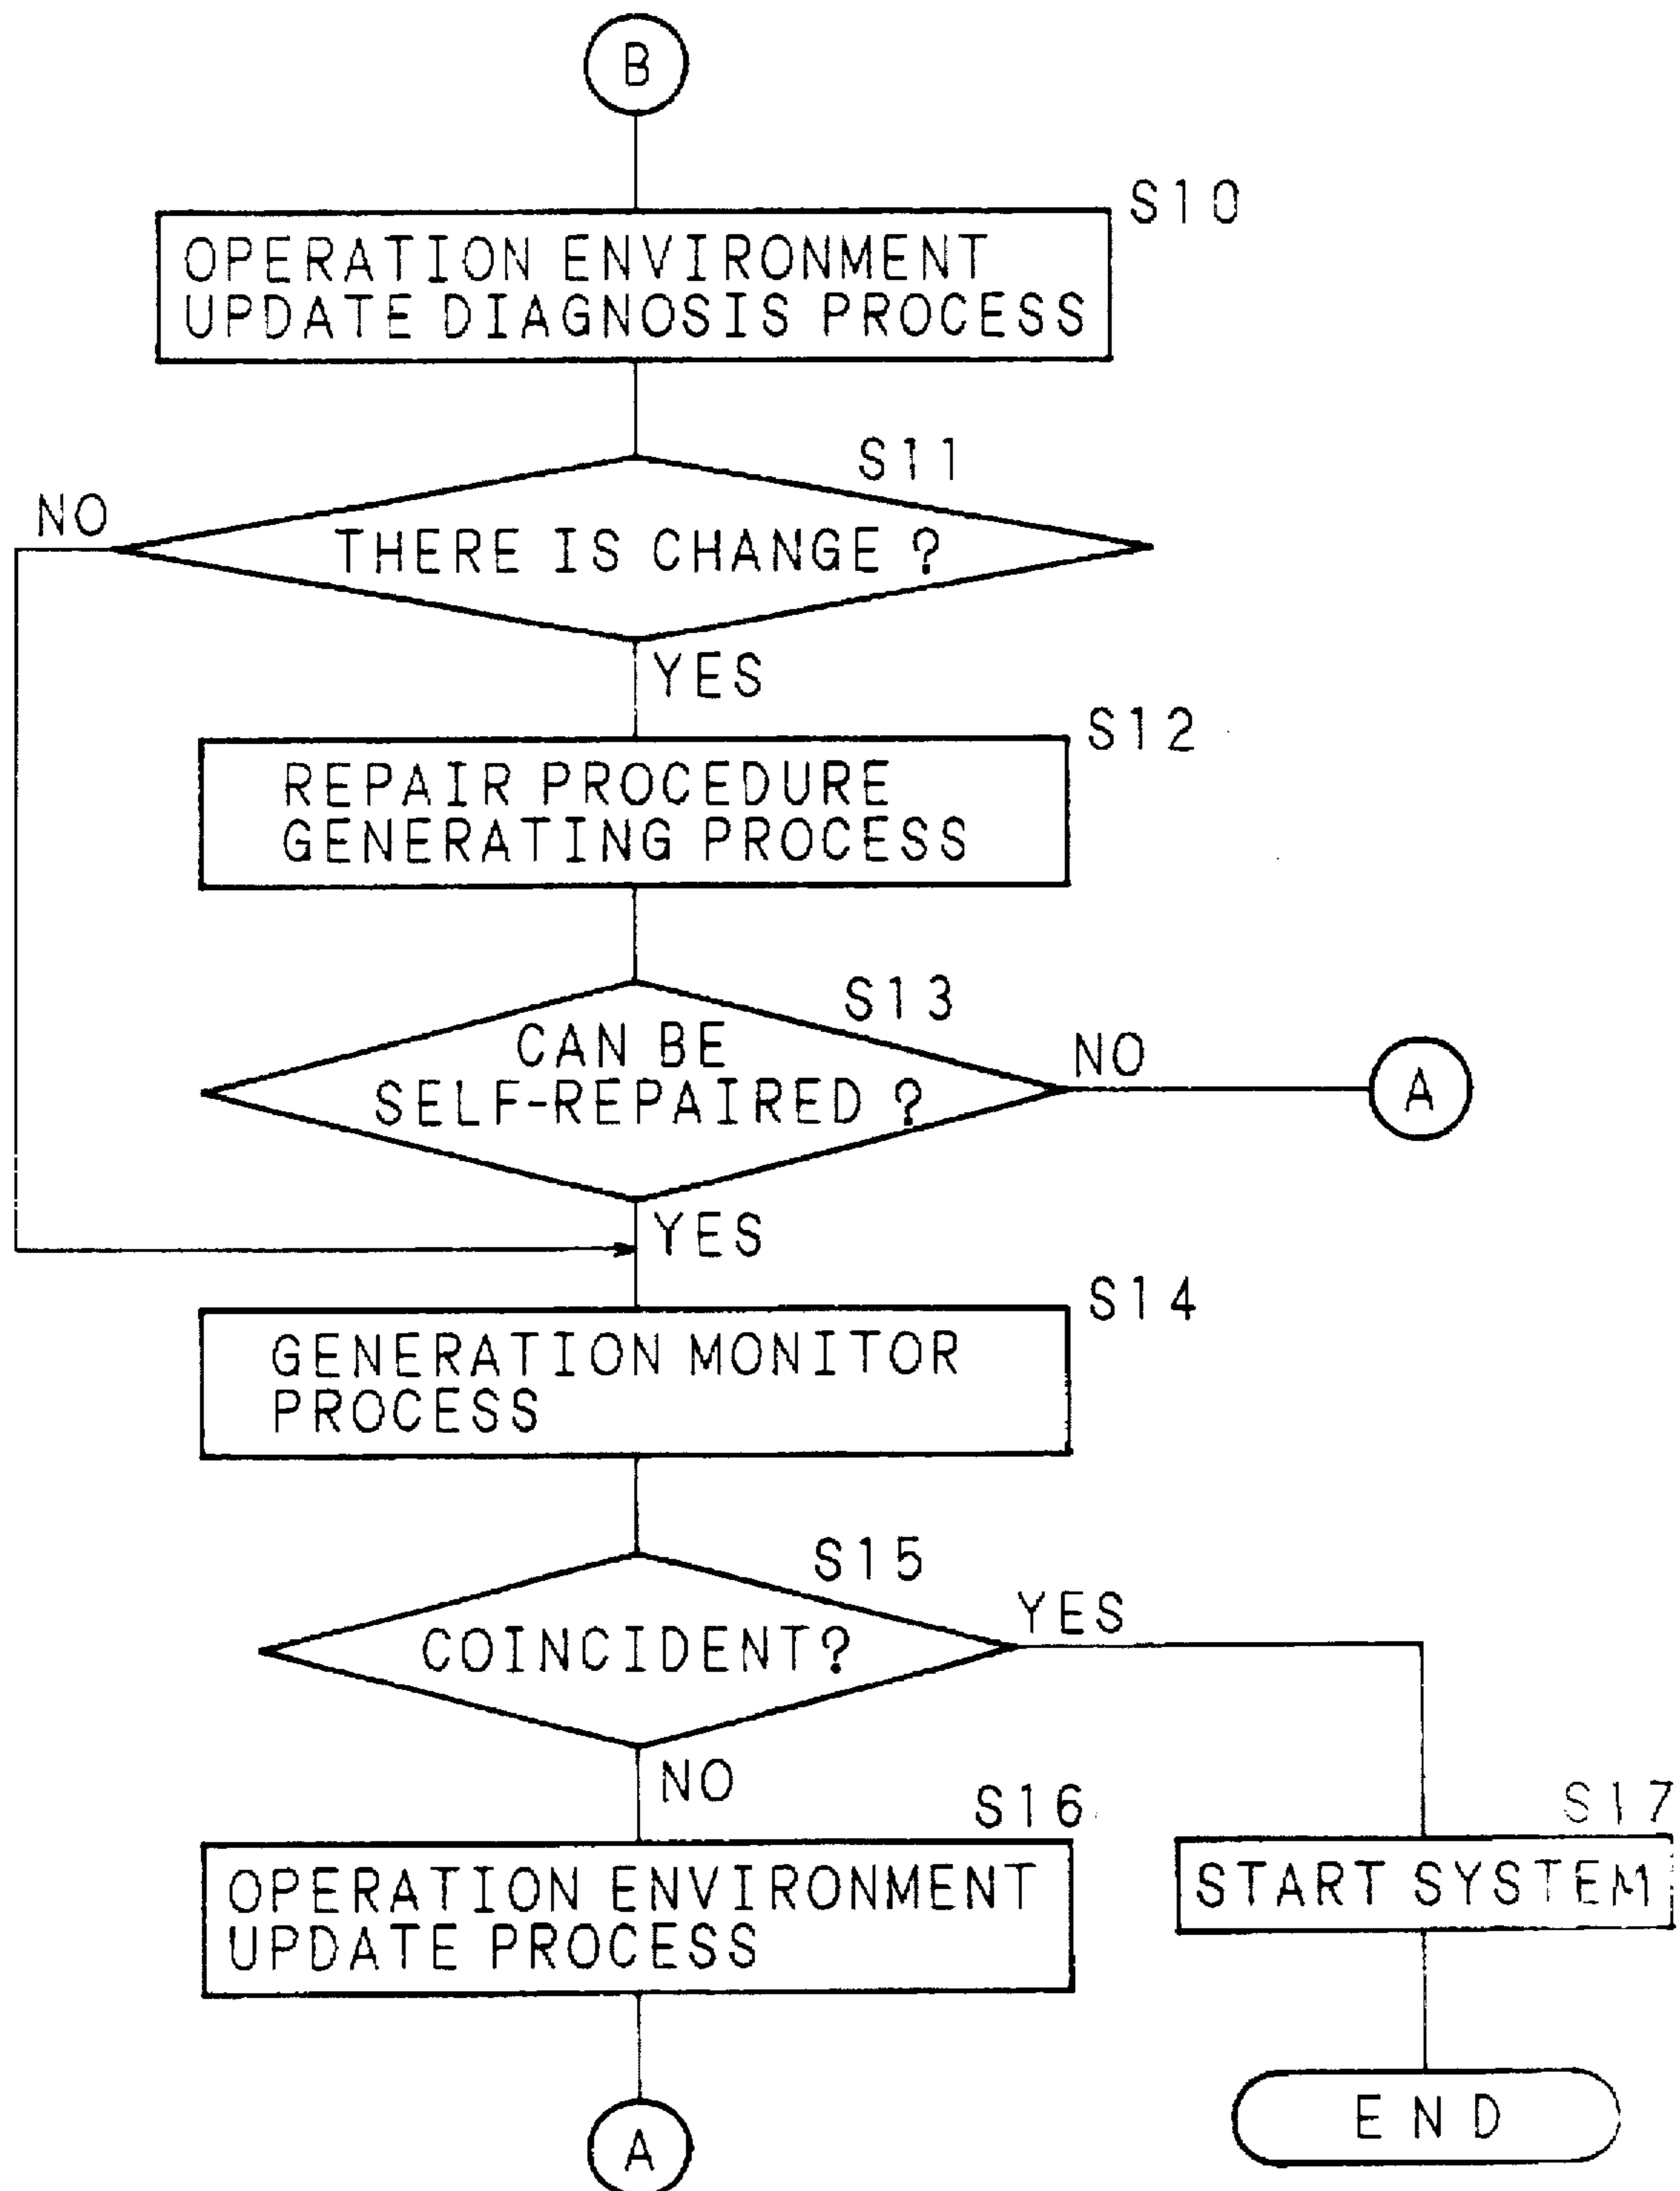 B
S10
OPERATION ENVIRONMENT
UPDATE DIAGNOSIS PROCESS
S11
NO
THERE IS CHANGE ?
YES
S12
REPAIR PROCEDURE
GENERATING PROCESS
S13
CAN BE
SELF-REPAIRED ?
NO
A
YES
S14
GENERATION MONITOR
PROCESS
S15
YES
COINCIDENT?
NO
S16
S17
OPERATION ENVIRONMENT
UPDATE PROCESS
START SYSTEM
A
END